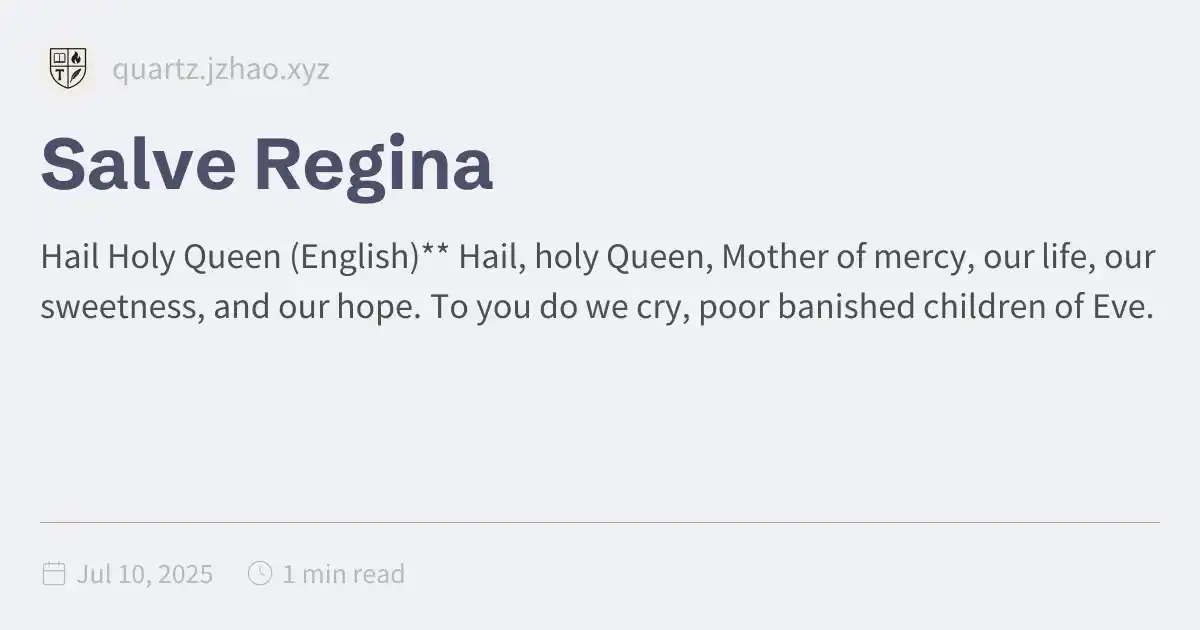 T
quartz.jzhao.xyz
Salve Regina
Hail Holy Queen (English)** Hail, holy Queen, Mother of mercy, our life, our
sweetness, and our hope. To you do we cry, poor banished children of Eve.
Jul 10, 2025 1 min read